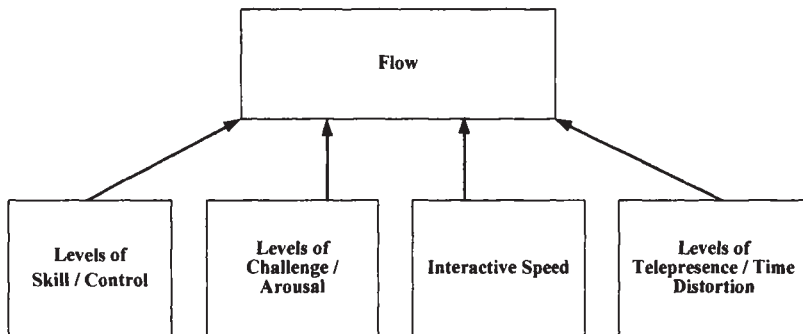 Flow
Levels of
Skill / Control
Levels of
Challenge /
Arousal
Interactive Speed
Levels of
Telepresence / Time
Distortion